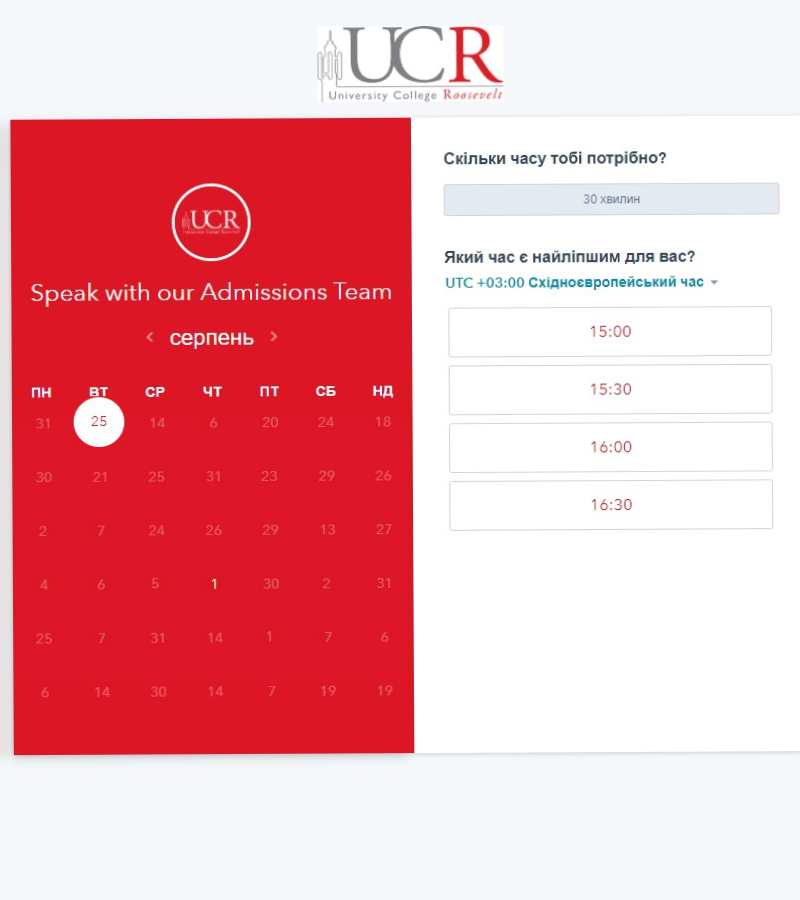 UCR
University College Roosevelt
UCR
Speak with our Admissions Team
серпень
ПН ВТ СР ЧТ ПТ СБ НД
31 25 14 6 20 24 18
30 21 25 31 23 29 26
2 7 24 26 29 13 27
4 6 5 1 30 2 31
25 7 31 14 1 7 6
6 14 30 14 7 19 19
Скільки часу тобі потрібно?
30 хвилин
Який час є найліпшим для вас?
UTC +03:00 Східноєвропейський час
15:00
15:30
16:00
16:30